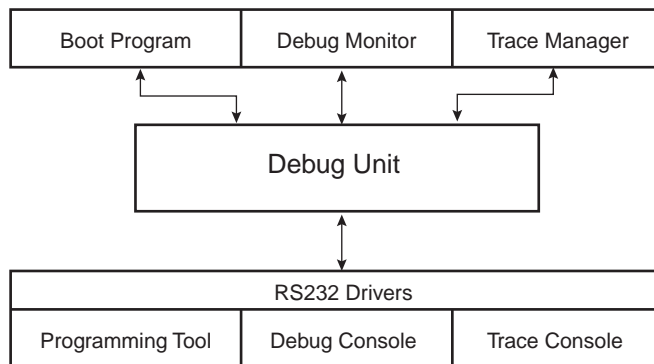 Boot Program
Debug Monitor
Trace Manager
Debug Unit
RS232 Drivers
Programming Tool
Debug Console
Trace Console